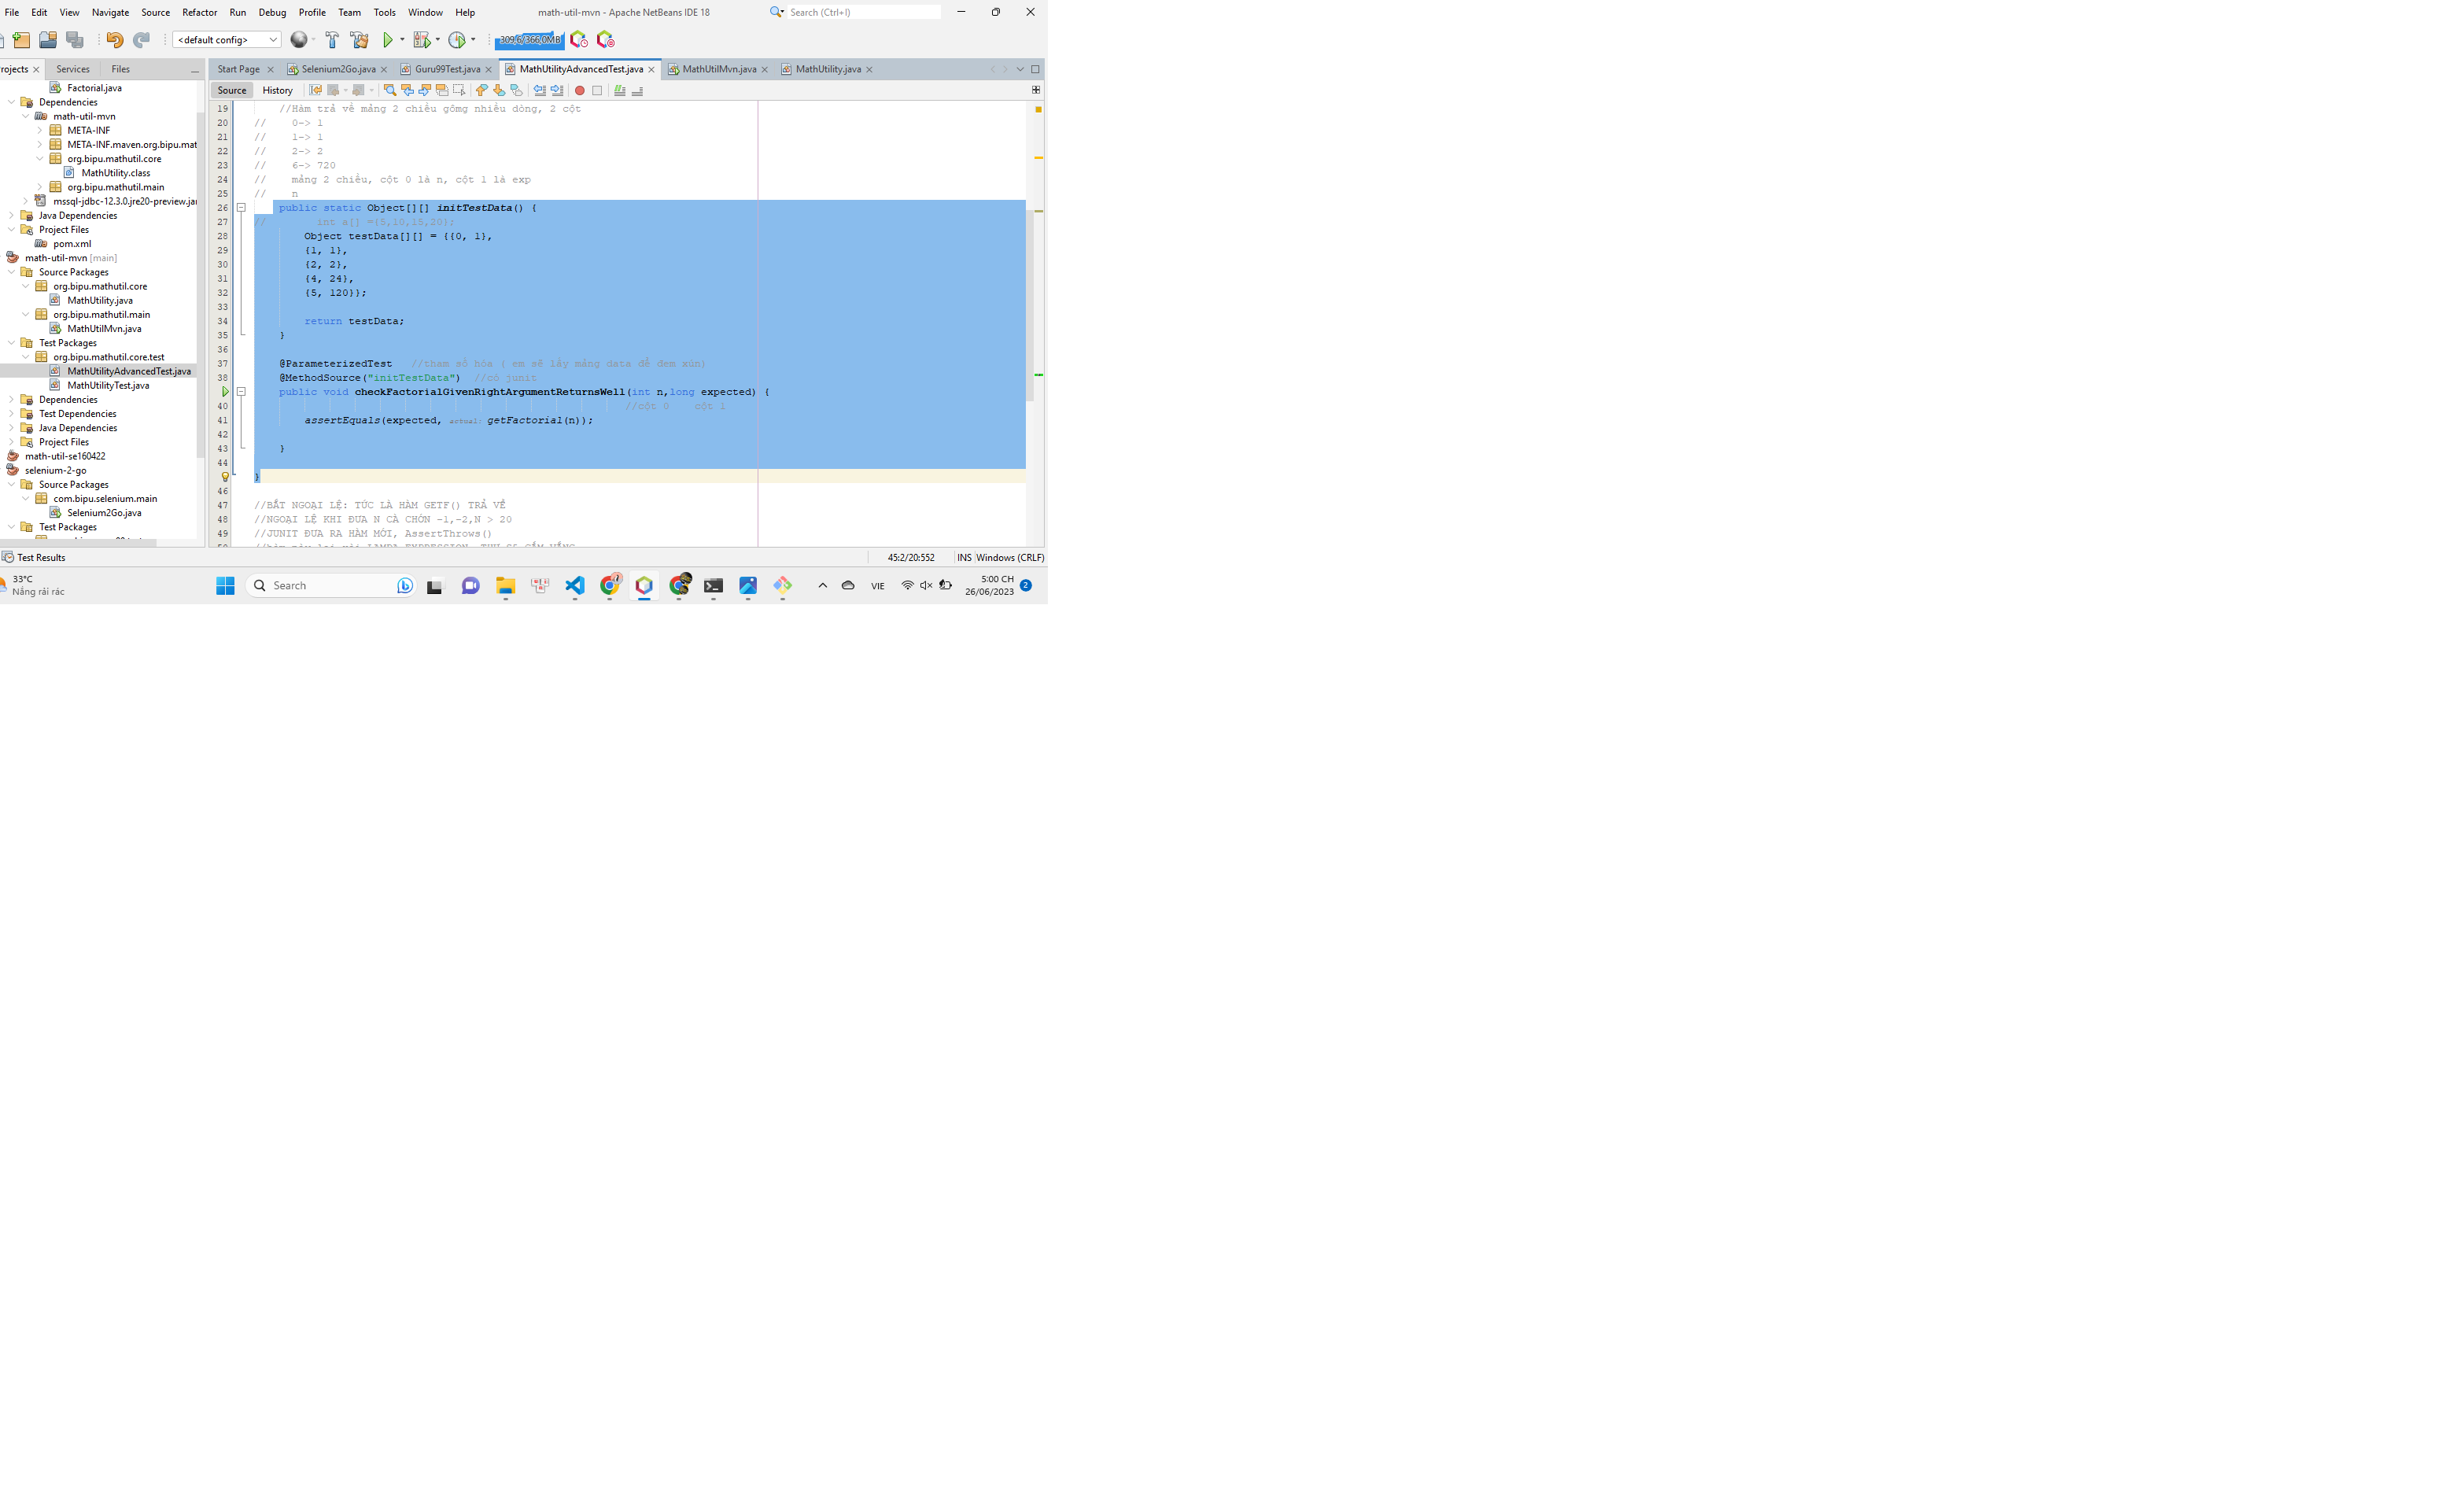 File Edit View Navigate Source Refactor Run Debug Profile Team Tools Window Help
math-util-mvn - Apache NetBeans IDE 18
Search (Ctrl+I)
<default config>
309,6/366,0MB
rojects Services Files
Factorial.java
Dependencies
math-util-mvn
META-INF
META-INF.maven.org.bipu.mat
org.bipu.mathutil.core
MathUtility.class
org.bipu.mathutil.main
mssql-jdbc-12.3.0.jre20-preview.jar
Java Dependencies
Project Files
pom.xml
math-util-mvn [main]
Source Packages
org.bipu.mathutil.core
MathUtility.java
org.bipu.mathutil.main
MathUtilMvn.java
Test Packages
org.bipu.mathutil.core.test
MathUtilityAdvancedTest.java
MathUtilityTest.java
Dependencies
Test Dependencies
Java Dependencies
Project Files
math-util-se160422
selenium-2-go
Source Packages
com.bipu.selenium.main
Selenium2Go.java
Test Packages
Start Page Selenium2Go.java Guru99Test.java MathUtilityAdvancedTest.java MathUtilMvn.java MathUtility.java
Source History
19 //Hàm trả về mảng 2 chiều gồmg nhiều dòng, 2 cột
20 // 0-> 1
21 // 1-> 1
22 // 2-> 2
23 // 6-> 720
24 // mảng 2 chiều, cột 0 là n, cột 1 là exp
25 // n
26 public static Object[][] initTestData() {
27 // int a[] ={5,10,15,20};
28 Object testData[][] = {{0, 1},
29 {1, 1},
30 {2, 2},
31 {4, 24},
32 {5, 120}};
33
34 return testData;
35 }
36
37 @ParameterizedTest //tham số hóa ( em sẽ lấy mảng data để đem xùn)
38 @MethodSource("initTestData") //có junit
public void checkFactorialGivenRightArgumentReturnsWell(int n,long expected) {
40 //cột 0 cột 1
41 assertEquals(expected, actual: getFactorial(n));
42
43 }
44
}
46
47 //BẮT NGOẠI LỆ: TỨC LÀ HÀM GETF() TRẢ VỀ
48 //NGOẠI LỆ KHI ĐƯA N CÀ CHỚN -1,-2,N > 20
49 //JUNIT ĐƯA RA HÀM MỚI, AssertThrows()
Test Results
45:2/20:552 INS Windows (CRLF)
33°C
Nắng rải rác
Search
VIE
5:00 CH
26/06/2023
2